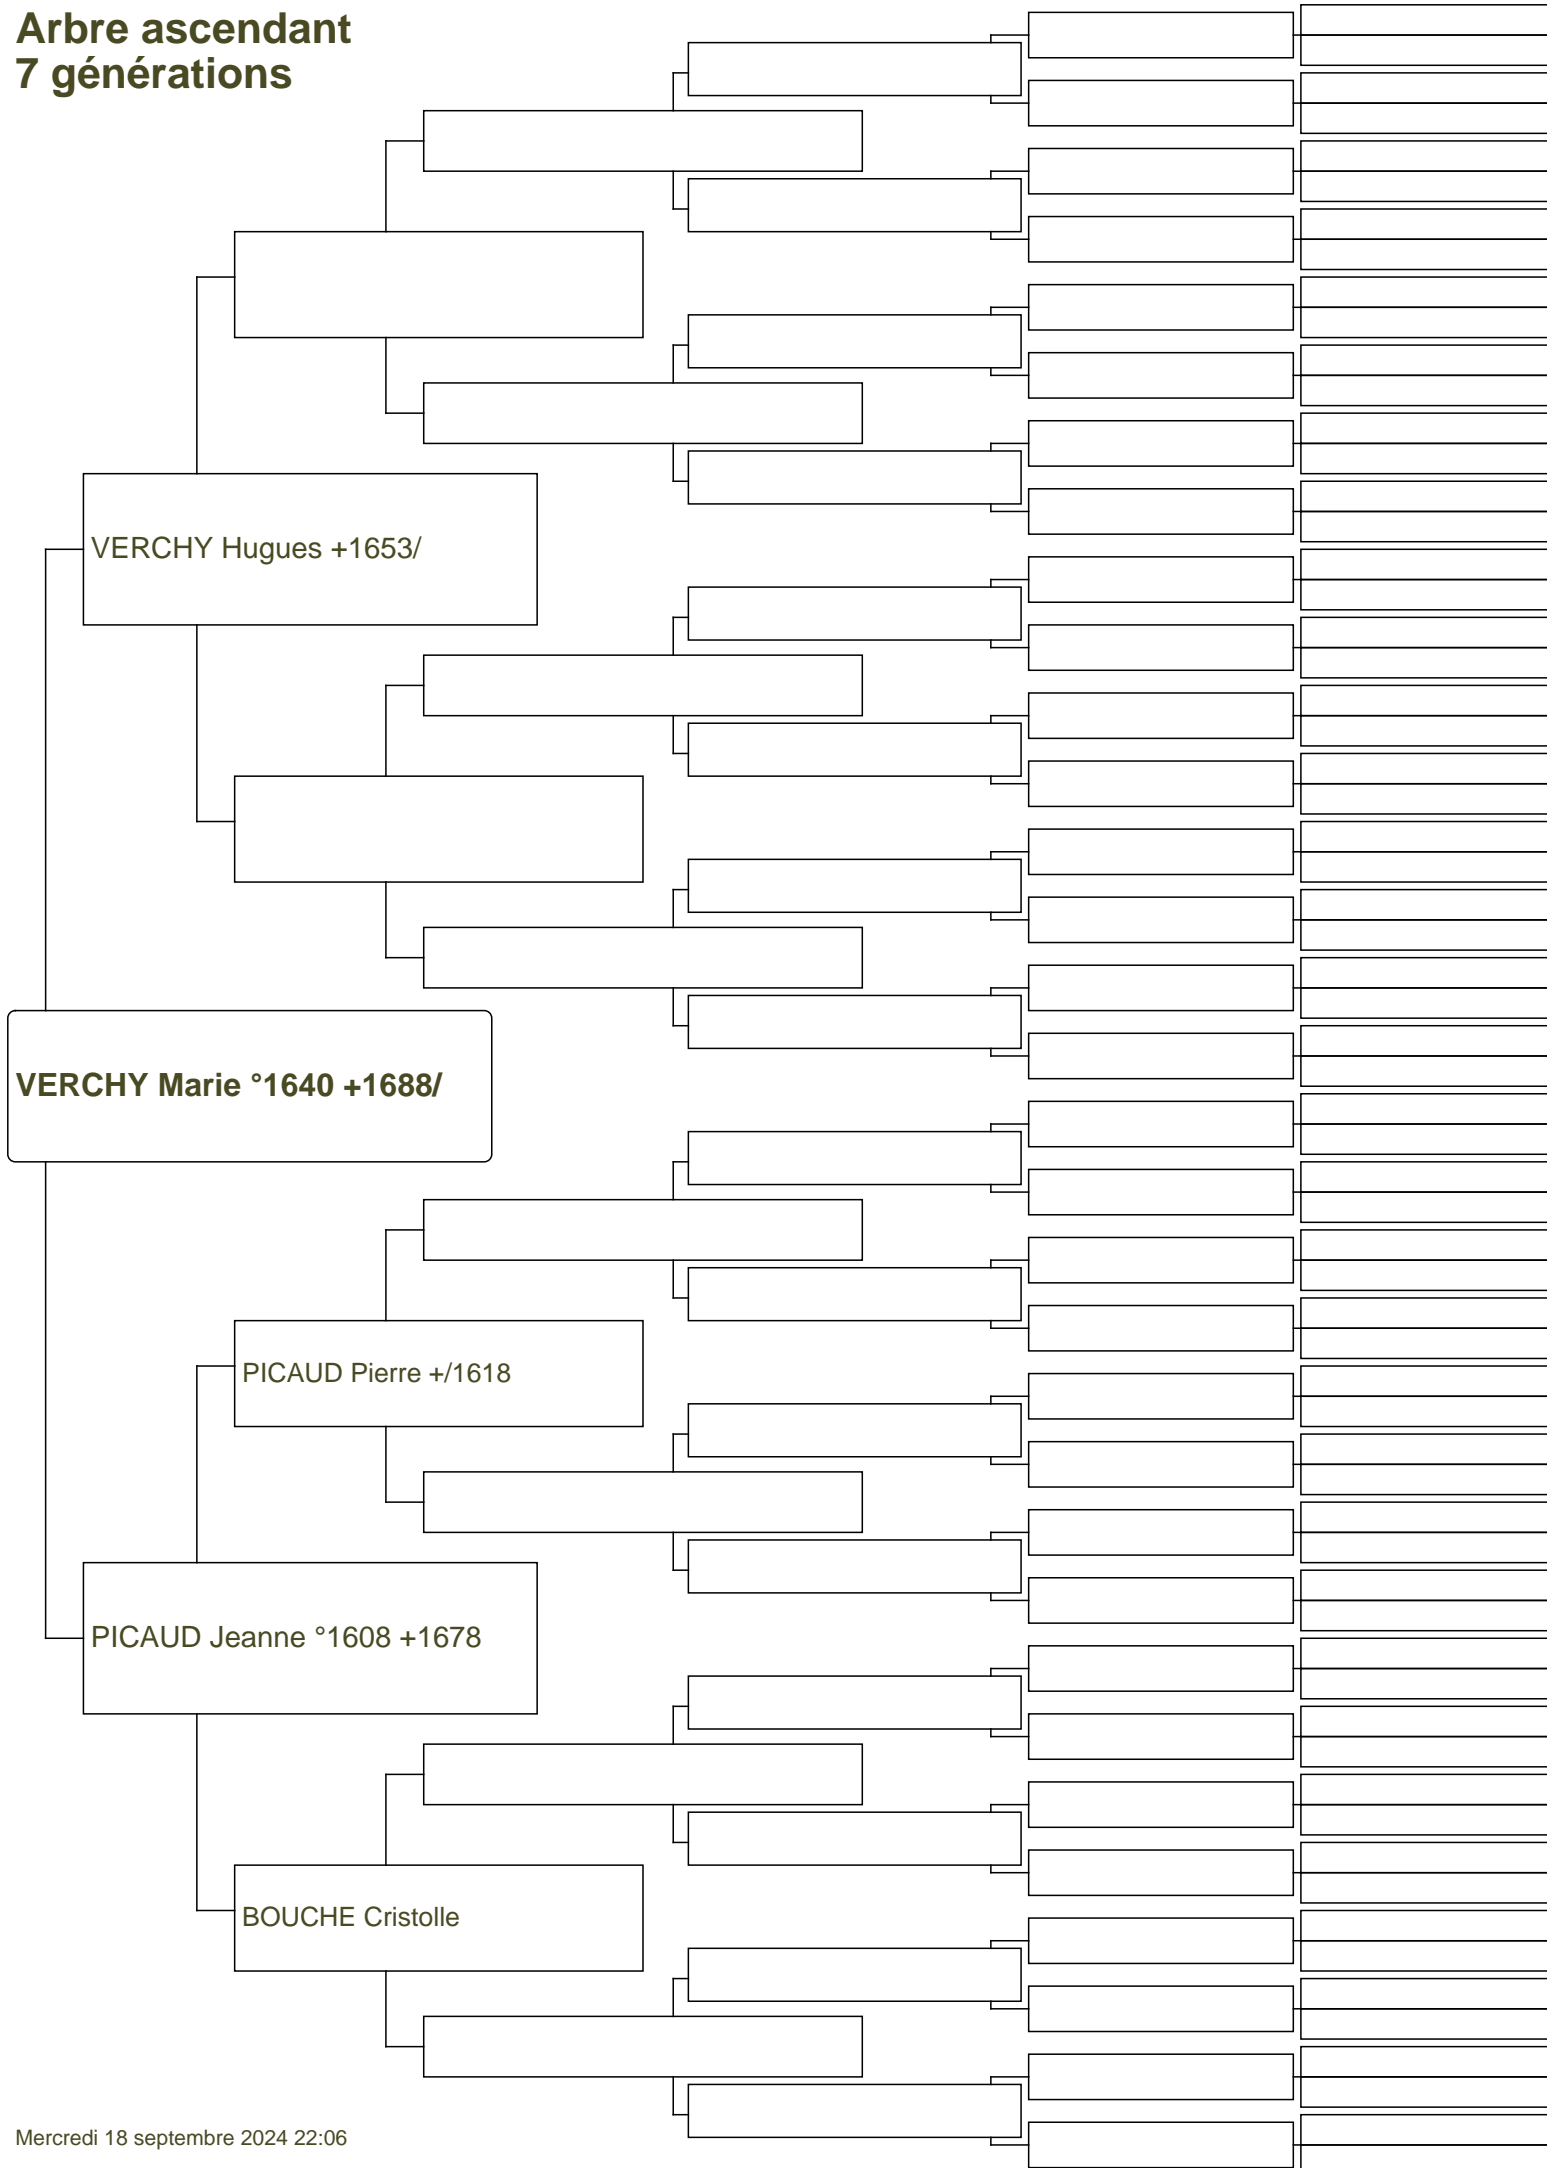 Arbre ascendant
7 générations
VERCHY Hugues +1653/
VERCHY Marie °1640 +1688/
PICAUD Pierre +/1618
PICAUD Jeanne °1608 +1678
BOUCHE Cristolle
Mercredi 18 septembre 2024 22:06